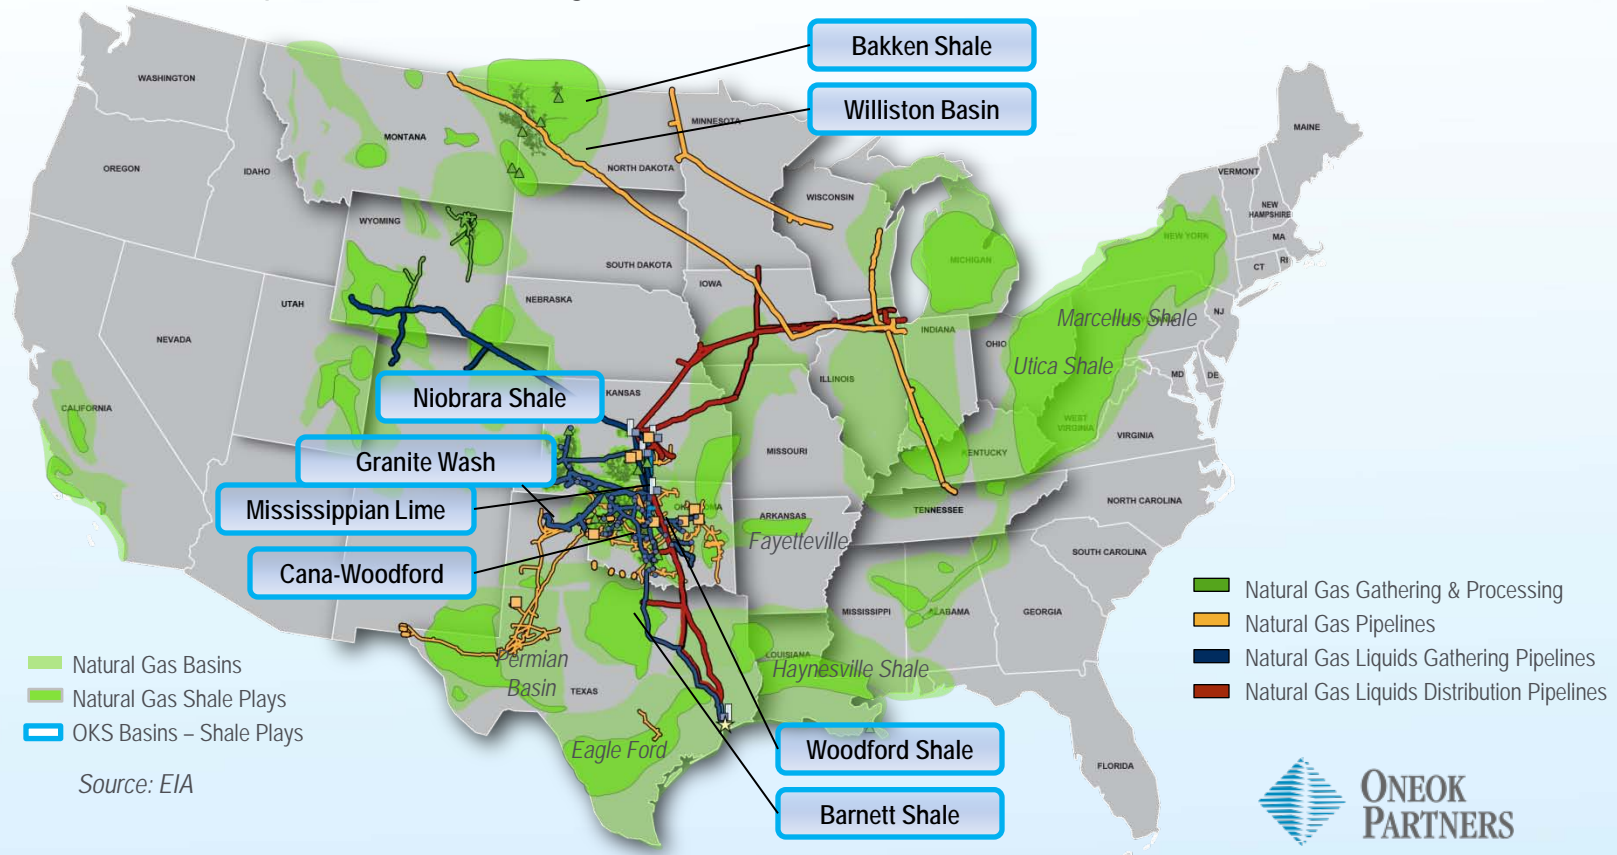 Bakken Shale
Williston Basin
WASHINGTON
MONTANA
NORTH DAKOTA
MINNESOTA
MAINE
OREGON
IDAHO
WYOMING
SOUTH DAKOTA
WISCONSIN
MICHIGAN
VERMONT
NEW
HAMPSHIRE
NEW YORK
MA
CT
RI
NEVADA
UTAH
NEBRASKA
IOWA
ILLINOIS
INDIANA
OHIO
Marcellus Shale
Utica Shale
NJ
MD
DE
CALIFORNIA
Niobrara Shale
KANSAS
MISSOURI
KENTUCKY
WEST
VIRGINIA
VIRGINIA
Granite Wash
Mississippian Lime
Cana-Woodford
ARKANSAS
Fayetteville
TENNESSEE
NORTH CAROLINA
SOUTH CAROLINA
MISSISSIPPI
ALABAMA
GEORGIA
Permian
Basin
TEXAS
LOUISIANA
Haynesville Shale
Eagle Ford
FLORIDA
Woodford Shale
Barnett Shale
Natural Gas Basins
Natural Gas Shale Plays
OKS Basins – Shale Plays
Source: EIA
Natural Gas Gathering & Processing
Natural Gas Pipelines
Natural Gas Liquids Gathering Pipelines
Natural Gas Liquids Distribution Pipelines
ONEOK
PARTNERS